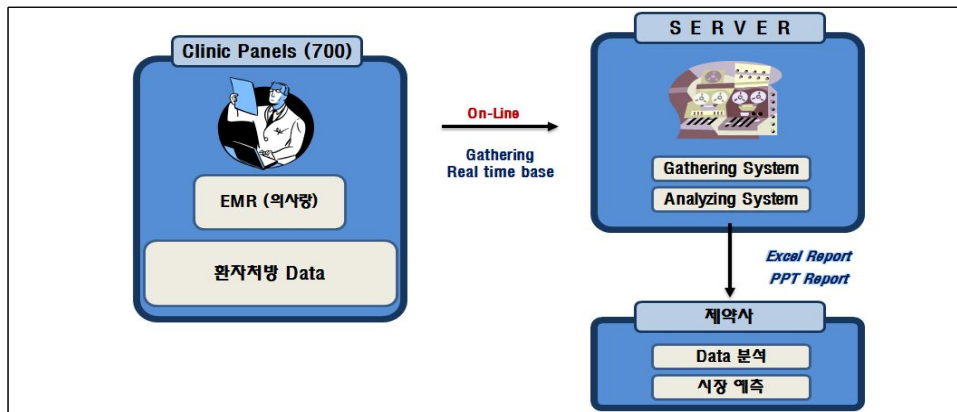 Clinic Panels (700)
EMR (의사랑)
환자처방 Data
On-Line
Gathering
Real time base
S E R V E R
Gathering System
Analyzing System
Excel Report
PPT Report
제약사
Data 분석
시장 예측